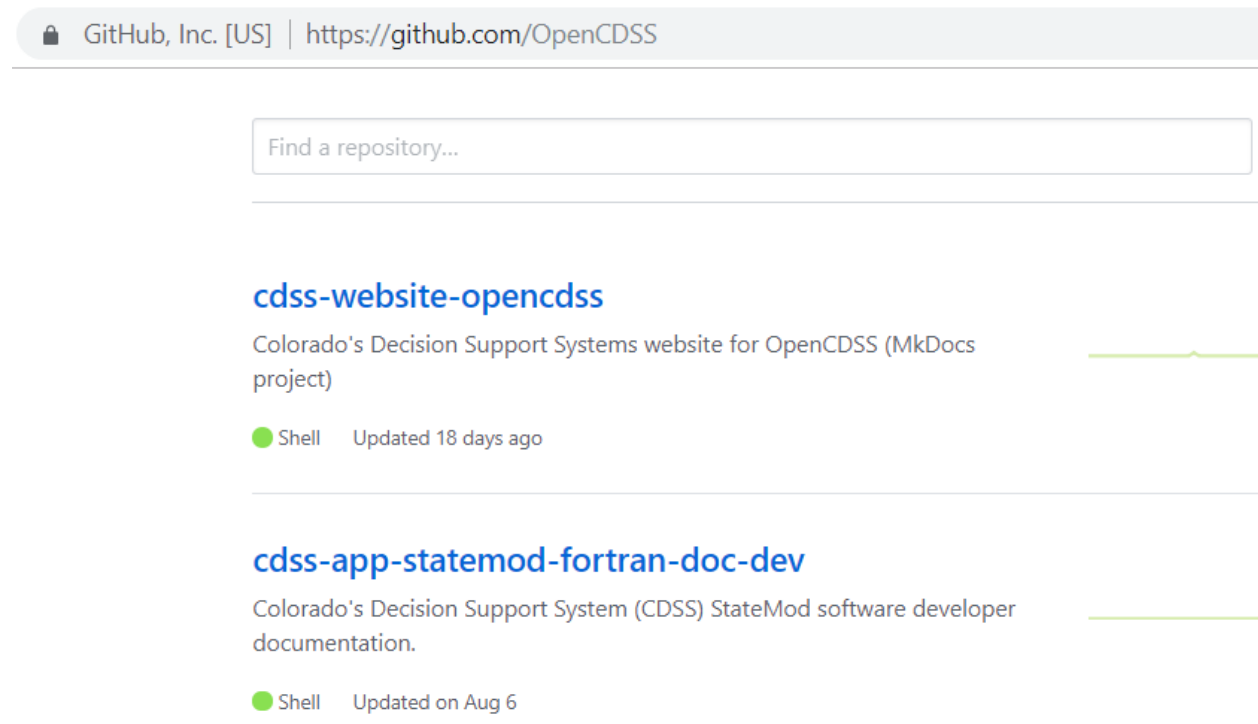 GitHub, Inc. [US] | https://github.com/OpenCDSS
Find a repository...
cdss-website-opencdss
Colorado's Decision Support Systems website for OpenCDSS (MkDocs
project)
Shell Updated 18 days ago
cdss-app-statemod-fortran-doc-dev
Colorado's Decision Support System (CDSS) StateMod software developer
documentation.
Shell Updated on Aug 6